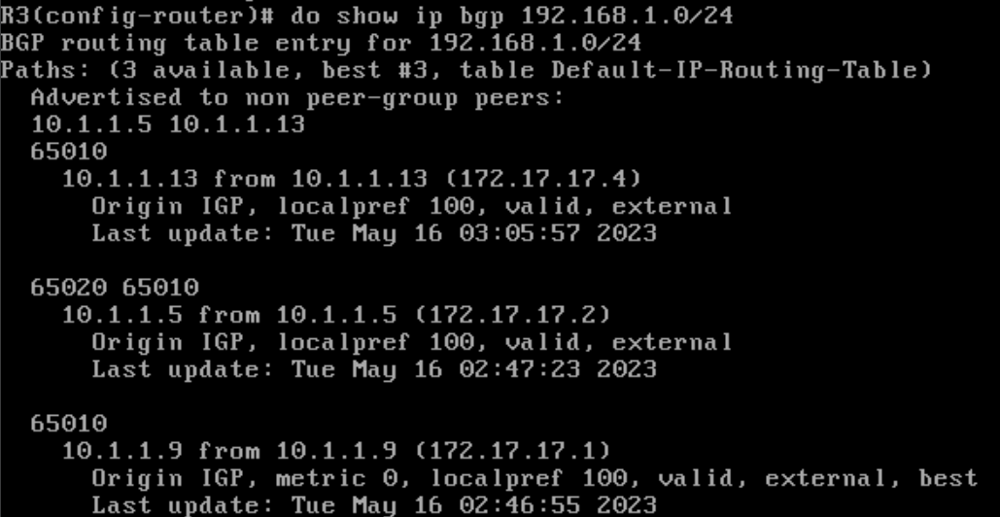 R3(config-router)# do show ip bgp 192.168.1.0/24
BGP routing table entry for 192.168.1.0/24
Paths: (3 available, best #3, table Default-IP-Routing-Table)
  Advertised to non peer-group peers:
  10.1.1.5 10.1.1.13
  65010
    10.1.1.13 from 10.1.1.13 (172.17.17.4)
      Origin IGP, localpref 100, valid, external
      Last update: Tue May 16 03:05:57 2023

  65020 65010
    10.1.1.5 from 10.1.1.5 (172.17.17.2)
      Origin IGP, localpref 100, valid, external
      Last update: Tue May 16 02:47:23 2023

  65010
    10.1.1.9 from 10.1.1.9 (172.17.17.1)
      Origin IGP, metric 0, localpref 100, valid, external, best
      Last update: Tue May 16 02:46:55 2023